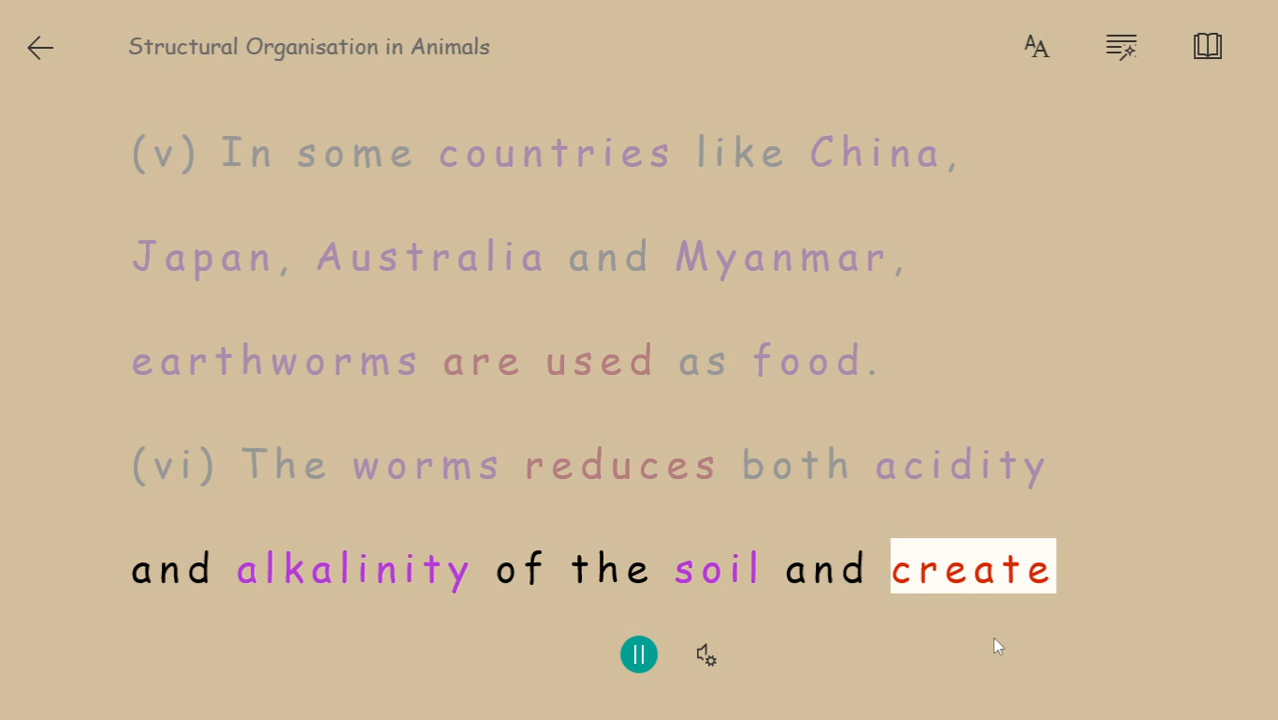 Structural Organisation in Animals
(v) In some countries like China,
Japan, Australia and Myanmar,
earthworms are used as food.
(vi) The worms reduces both acidity
and alkalinity of the soil and create